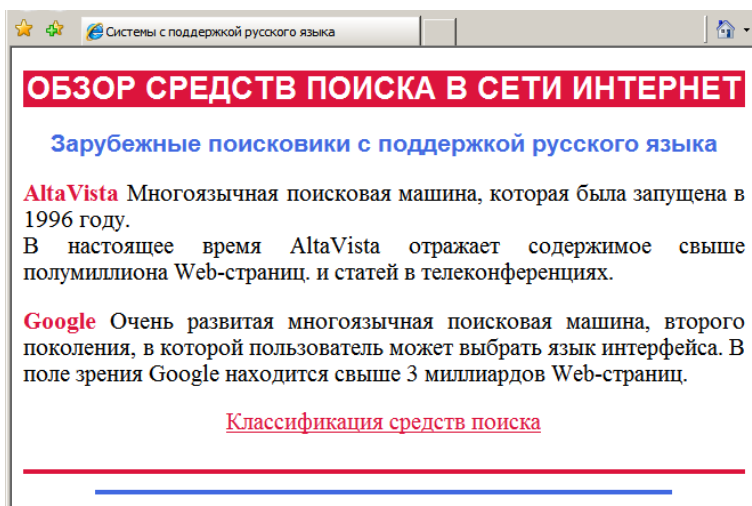 Системы с поддержкой русского языка
ОБЗОР СРЕДСТВ ПОИСКА В СЕТИ ИНТЕРНЕТ
Зарубежные поисковики с поддержкой русского языка
AltaVista Многоязычная поисковая машина, которая была запущена в
1996 году.
В настоящее время AltaVista отражает содержимое свыше
полумиллиона Web-страниц. и статей в телеконференциях.
Google Очень развитая многоязычная поисковая машина, второго
поколения, в которой пользователь может выбрать язык интерфейса. В
поле зрения Google находится свыше 3 миллиардов Web-страниц.
Классификация средств поиска